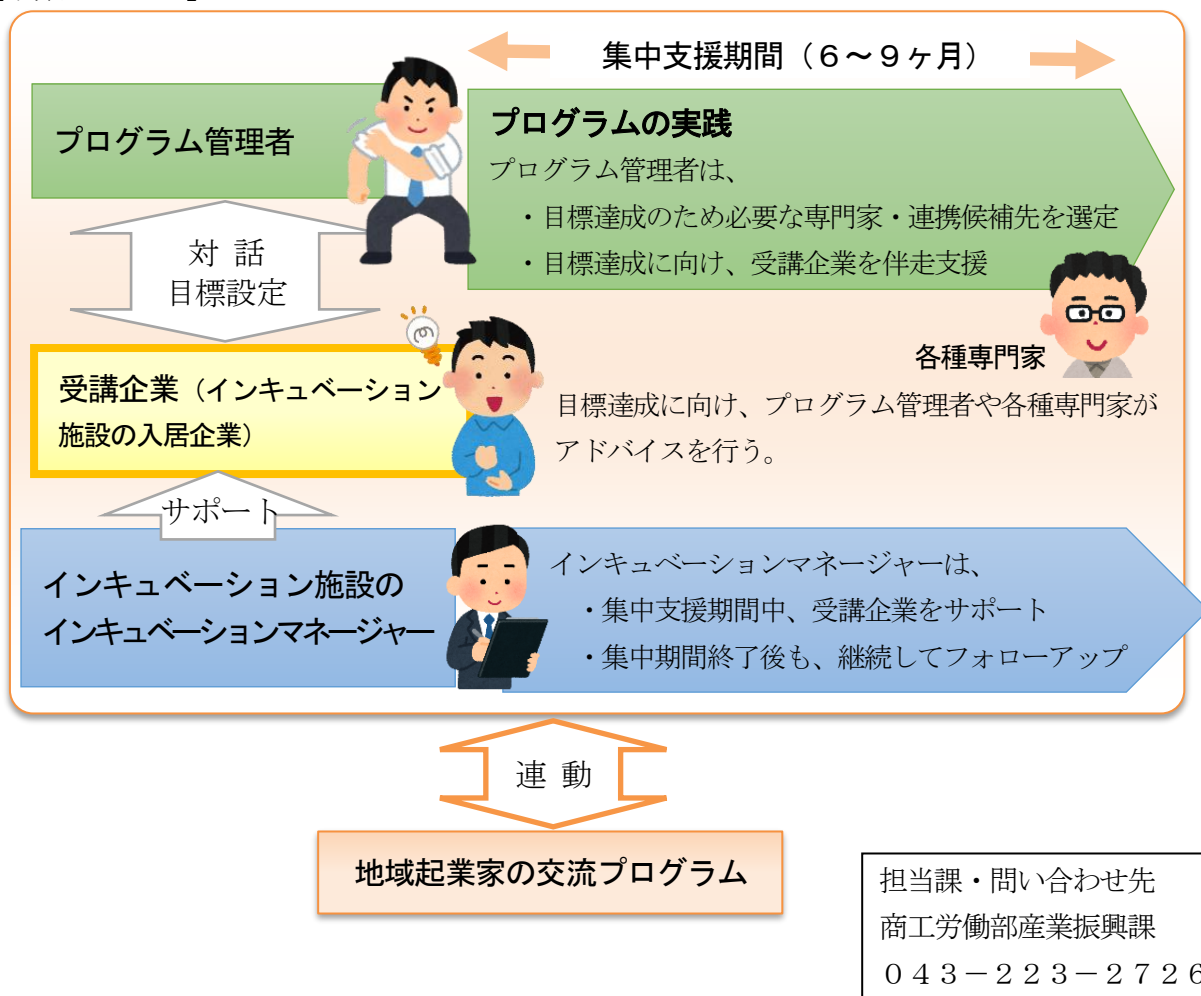 集中支援期間（６～９ヶ月）
プログラム管理者
プログラムの実践
プログラム管理者は、
・目標達成のため必要な専門家・連携候補先を選定
・目標達成に向け、受講企業を伴走支援
対 話
目標設定
各種専門家
受講企業（インキュベーション
施設の入居企業）
目標達成に向け、プログラム管理者や各種専門家が
アドバイスを行う。
サポート
インキュベーション施設の
インキュベーションマネージャー
インキュベーションマネージャーは、
・集中支援期間中、受講企業をサポート
・集中期間終了後も、継続してフォローアップ
連 動
地域起業家の交流プログラム
担当課・問い合わせ先
商工労働部産業振興課
０４３－２２３－２７２６